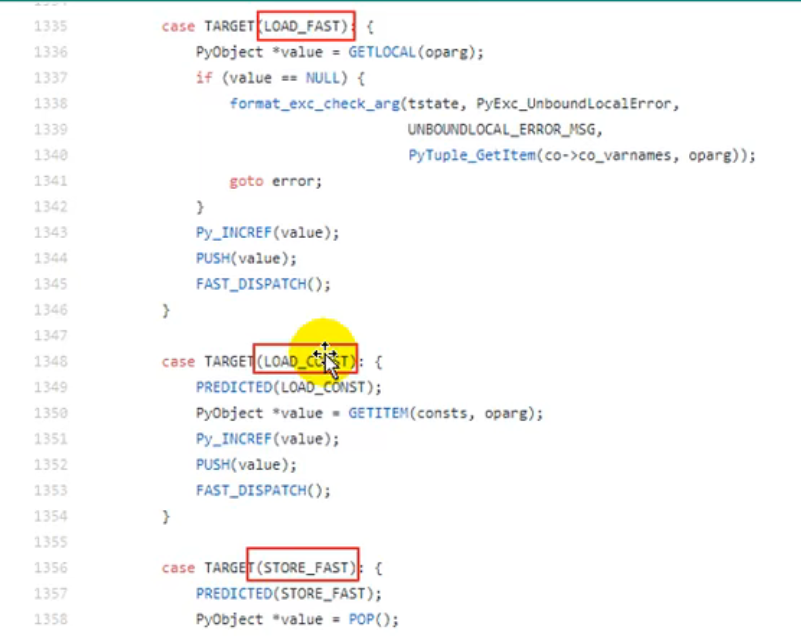 1335 case TARGET(LOAD_FAST): {
1336 PyObject *value = GETLOCAL(oparg);
1337 if (value == NULL) {
1338 format_exc_check_arg(tstate, PyExc_UnboundLocalError,
1339 UNBOUNDLOCAL_ERROR_MSG,
1340 PyTuple_GetItem(co->co_varnames, oparg));
1341 goto error;
1342 }
1343 Py_INCREF(value);
1344 PUSH(value);
1345 FAST_DISPATCH();
1346 }
1347
1348 case TARGET(LOAD_CONST): {
1349 PREDICTED(LOAD_CONST);
1350 PyObject *value = GETITEM(consts, oparg);
1351 Py_INCREF(value);
1352 PUSH(value);
1353 FAST_DISPATCH();
1354 }
1355
1356 case TARGET(STORE_FAST): {
1357 PREDICTED(STORE_FAST);
1358 PyObject *value = POP();